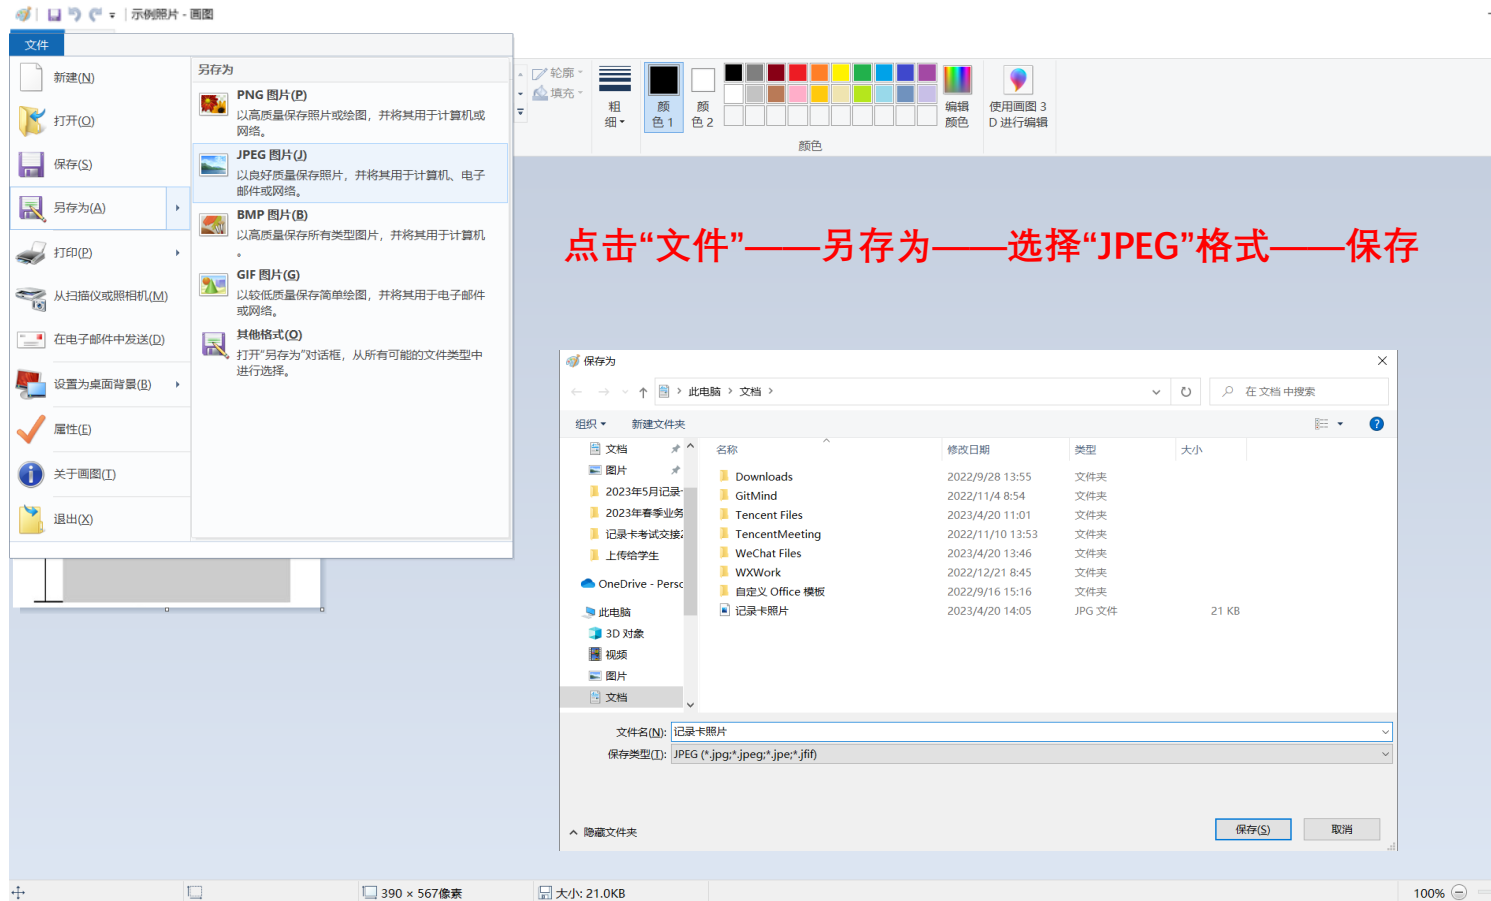 示例照片 - 画图
文件
新建(N)
打开(O)
保存(S)
另存为(A)
打印(P)
从扫描仪或照相机(M)
在电子邮件中发送(D)
设置为桌面背景(B)
属性(E)
关于画图(T)
退出(X)
另存为
PNG 图片(P)
以高质量保存照片或绘图，并将其用于计算机或
网络。
JPEG 图片(J)
以良好质量保存照片，并将其用于计算机、电子
邮件或网络。
BMP 图片(B)
以高质量保存所有类型图片，并将其用于计算机
。
GIF 图片(G)
以较低质量保存简单绘图，并将其用于电子邮件
或网络。
其他格式(O)
打开“另存为”对话框，从所有可能的文件类型中
进行选择。
轮廓
填充
粗
细
颜
色 1
颜
色 2
编辑
颜色
使用画图 3
D 进行编辑
颜色
点击“文件”——另存为——选择“JPEG”格式——保存
保存为
此电脑 › 文档 ›
在 文档 中搜索
组织
新建文件夹
文档
图片
2023年5月记录
2023年春季业务
记录卡考试交接2
上传给学生
OneDrive - Perso
此电脑
3D 对象
视频
图片
文档
名称 修改日期 类型 大小
Downloads 2022/9/28 13:55 文件夹
GitMind 2022/11/4 8:54 文件夹
Tencent Files 2023/4/20 11:01 文件夹
TencentMeeting 2022/11/10 13:53 文件夹
WeChat Files 2023/4/20 13:46 文件夹
WXWork 2022/12/21 8:45 文件夹
自定义 Office 模板 2022/9/16 15:16 文件夹
记录卡照片 2023/4/20 14:05 JPG 文件 21 KB
文件名(N): 记录卡照片
保存类型(T): JPEG (*.jpg;*.jpeg;*.jpe;*.jfif)
隐藏文件夹
保存(S)
取消
390 × 567像素
大小: 21.0KB
100%